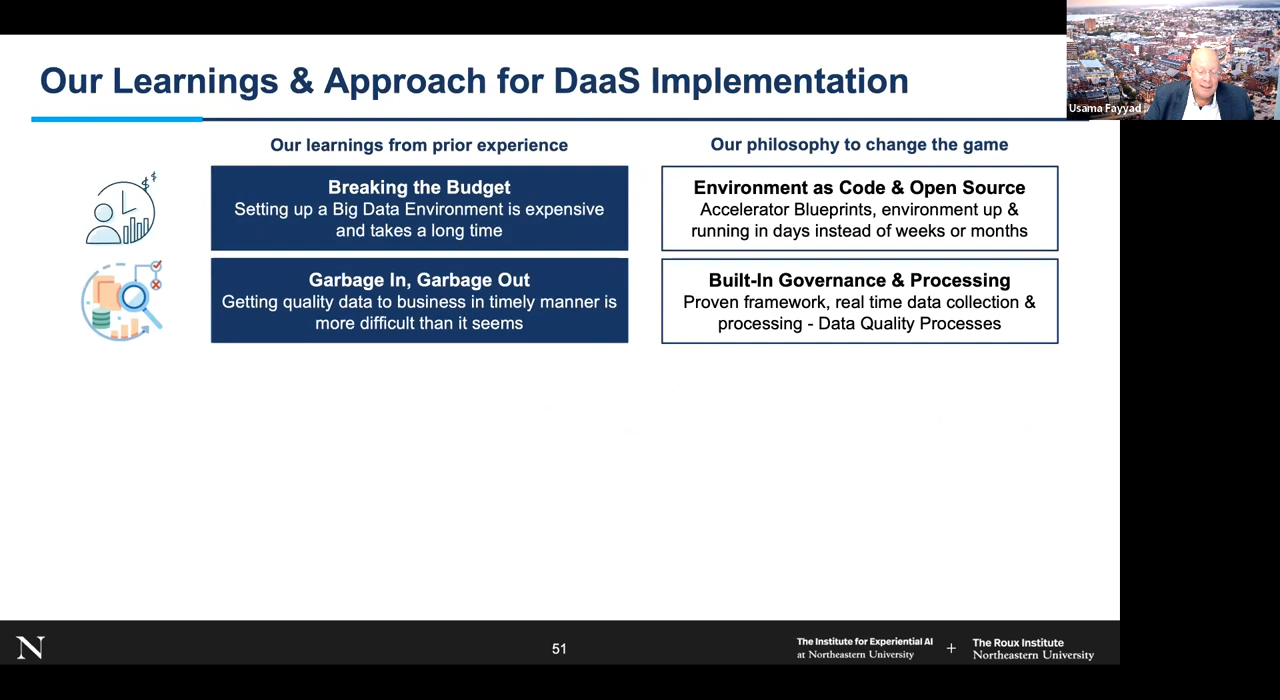 Our Learnings & Approach for DaaS Implementation
Usama Fayyad
Our learnings from prior experience
Our philosophy to change the game
$ $
Breaking the Budget
Setting up a Big Data Environment is expensive
and takes a long time
Environment as Code & Open Source
Accelerator Blueprints, environment up &
running in days instead of weeks or months
Garbage In, Garbage Out
Getting quality data to business in timely manner is
more difficult than it seems
Built-In Governance & Processing
Proven framework, real time data collection &
processing - Data Quality Processes
N
51
The Institute for Experiential AI
at Northeastern University
+
The Roux Institute
Northeastern University